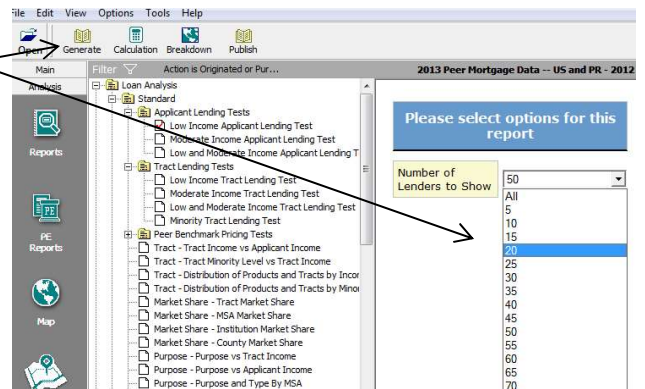 File Edit View Options Tools Help
Open Generate Calculation Breakdown Publish
Main
Filter Action is Originated or Pur...
2013 Peer Mortgage Data -- US and PR - 2012
Analysis
Reports
PE
Reports
Map
Loan Analysis
Standard
Applicant Lending Tests
Low Income Applicant Lending Test
Moderate Income Applicant Lending Test
Low and Moderate Income Applicant Lending T
Tract Lending Tests
Low Income Tract Lending Test
Moderate Income Tract Lending Test
Low and Moderate Income Tract Lending Test
Minority Tract Lending Test
Peer Benchmark Pricing Tests
Tract - Tract Income vs Applicant Income
Tract - Tract Minority Level vs Tract Income
Tract - Distribution of Products and Tracts by Incor
Tract - Distribution of Products and Tracts by Minor
Market Share - Tract Market Share
Market Share - MSA Market Share
Market Share - Institution Market Share
Market Share - County Market Share
Purpose - Purpose vs Tract Income
Purpose - Purpose vs Applicant Income
Purpose - Purpose and Type By MSA
Please select options for this
report
Number of
Lenders to Show
50
All
5
10
15
20
25
30
35
40
45
50
55
60
65
70